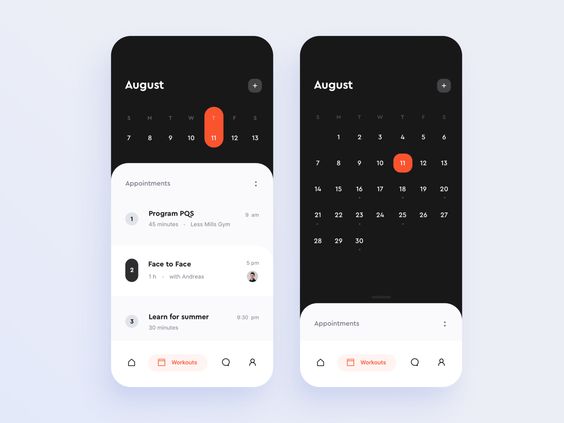 August
+
S M T W T F S
7 8 9 10 11 12 13
Appointments
1
Program PQS
9 am
45 minutes - Less Mills Gym
2
Face to Face
5 pm
1 h - with Andreas
3
Learn for summer
9:30 pm
30 minutes
Workouts
August
+
S M T W T F S
1 2 3 4 5 6
7 8 9 10 11 12 13
14 15 16 17 18 19 20
21 22 23 24 25 26 27
28 29 30
Appointments
Workouts